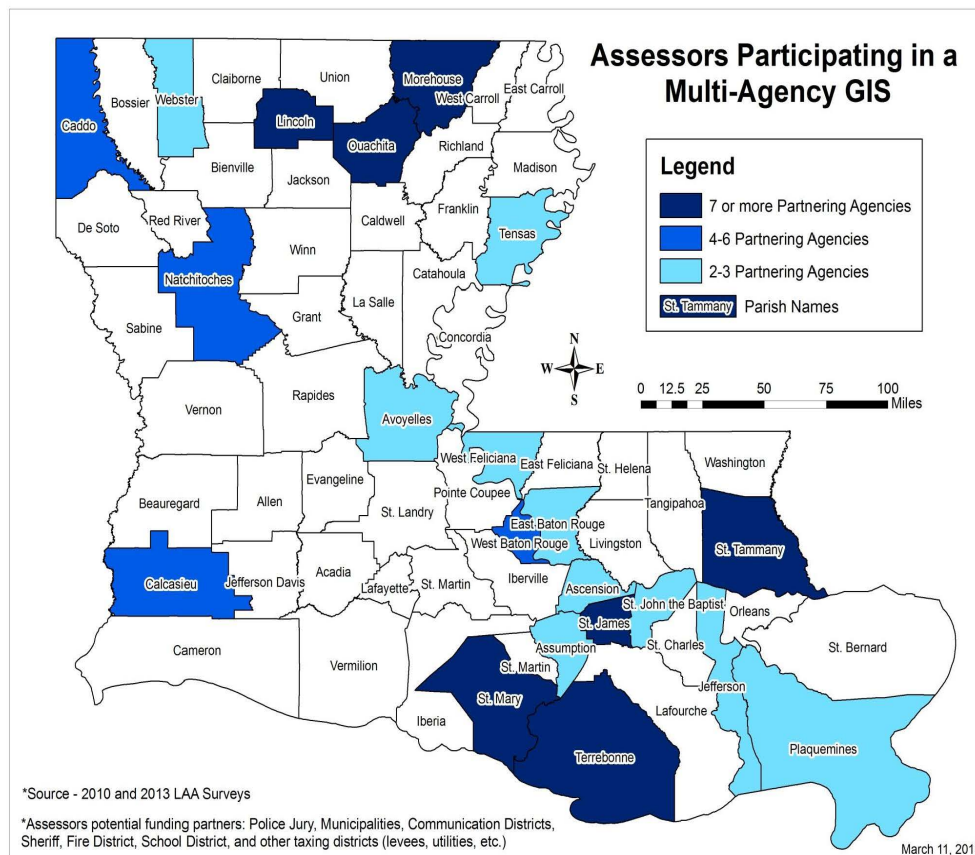 Assessors Participating in a
Multi-Agency GIS
Legend
7 or more Partnering Agencies
4-6 Partnering Agencies
2-3 Partnering Agencies
St. Tammany Parish Names
N
W E
S
0 12.5 25 50 75 100
Miles
Caddo
Bossier
Webster
Claiborne
Union
Morehouse
West Carroll
East Carroll
Lincoln
Ouachita
Richland
Madison
Bienville
Jackson
De Soto
Red River
Caldwell
Franklin
Tensas
Natchitoches
Winn
Catahoula
La Salle
Sabine
Grant
Concordia
Vernon
Rapides
Avoyelles
West Feliciana
East Feliciana
St. Helena
Washington
Beauregard
Allen
Evangeline
Pointe Coupee
St. Landry
Tangipahoa
East Baton Rouge
West Baton Rouge
Livingston
St. Tammany
Calcasieu
Jefferson Davis
Acadia
Lafayette
St. Martin
Iberville
Ascension
St. John the Baptist
Orleans
St. James
Cameron
Vermilion
St. Martin
Assumption
St. Charles
St. Bernard
Iberia
St. Mary
Jefferson
Lafourche
Terrebonne
Plaquemines
*Source - 2010 and 2013 LAA Surveys
*Assessors potential funding partners: Police Jury, Municipalities, Communication Districts,
Sheriff, Fire District, School District, and other taxing districts (levees, utilities, etc.)
March 11, 201